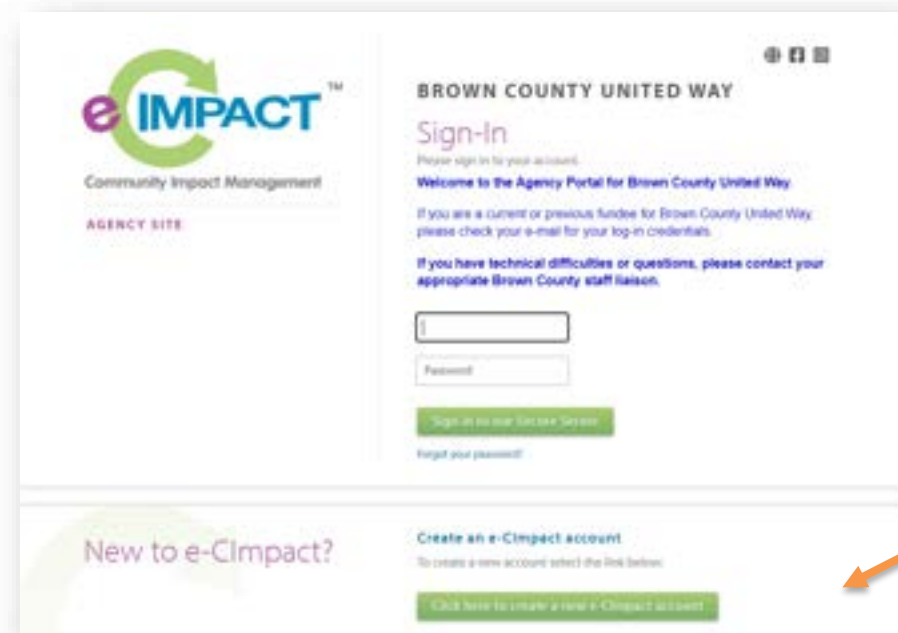 e IMPACT™
Community Impact Management
AGENCY SITE
BROWN COUNTY UNITED WAY
Sign-In
Please sign in to your account.
Welcome to the Agency Portal for Brown County United Way.
If you are a current or previous fundee for Brown County United Way,
please check your e-mail for your log-in credentials.
If you have technical difficulties or questions, please contact your
appropriate Brown County staff liaison.
Password
Sign in to our Secure Server
Forgot your password?
New to e-CImpact?
Create an e-CImpact account
To create a new account select the link below.
Click here to create a new e-CImpact account